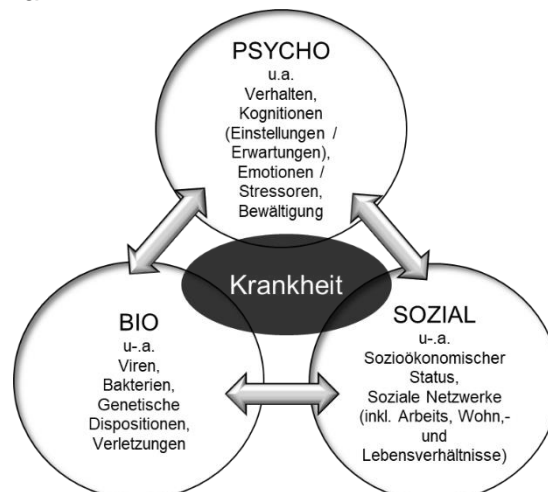 PSYCHO
u.a.
Verhalten,
Kognitionen
(Einstellungen /
Erwartungen),
Emotionen /
Stressoren,
Bewältigung
Krankheit
BIO
u-.a.
Viren,
Bakterien,
Genetische
Dispositionen,
Verletzungen
SOZIAL
u-.a.
Sozioökonomischer
Status,
Soziale Netzwerke
(inkl. Arbeits, Wohn,-
und
Lebensverhältnisse)